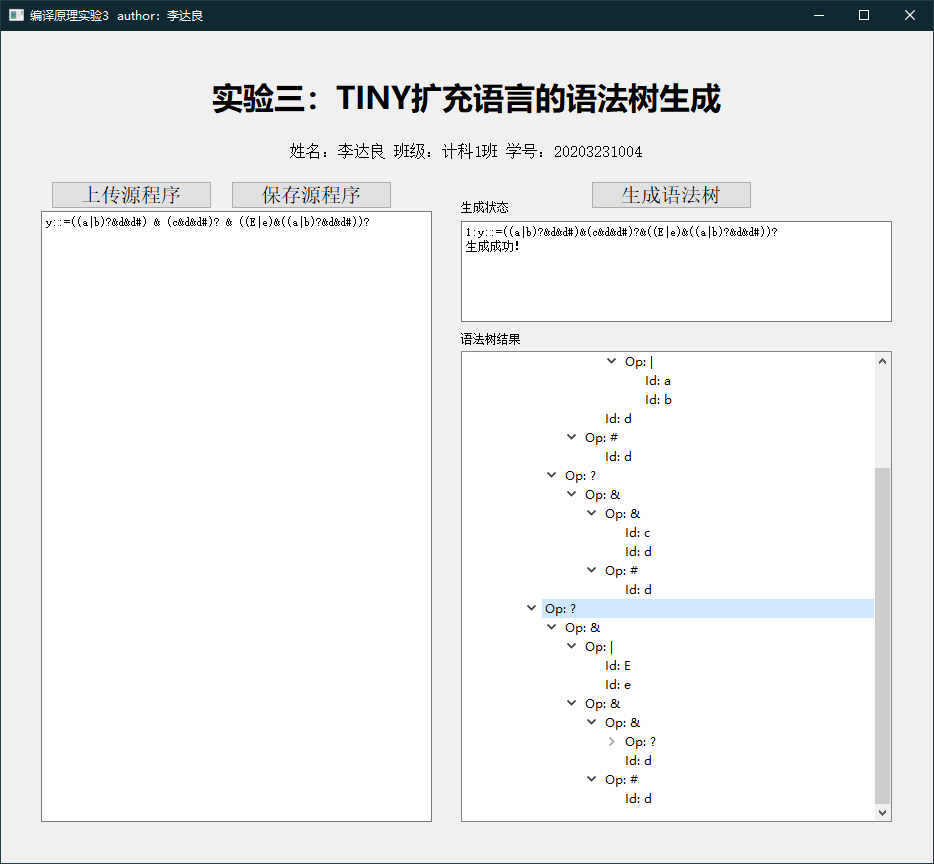 编译原理实验3 author：李达良
实验三：TINY扩充语言的语法树生成
姓名：李达良 班级：计科1班 学号：20203231004
上传源程序
保存源程序
y::=((a|b)?&d&d#) & (c&d&d#)? & ((E|e)&((a|b)?&d&d#))?
生成语法树
生成状态
1:y::=((a|b)?&d&d#)&(c&d&d#)?&((E|e)&((a|b)?&d&d#))?
生成成功!
语法树结果
Op: |
Id: a
Id: b
Id: d
Op: #
Id: d
Op: ?
Op: &
Op: &
Id: c
Id: d
Op: #
Id: d
Op: ?
Op: &
Op: |
Id: E
Id: e
Op: &
Op: &
Op: ?
Id: d
Op: #
Id: d